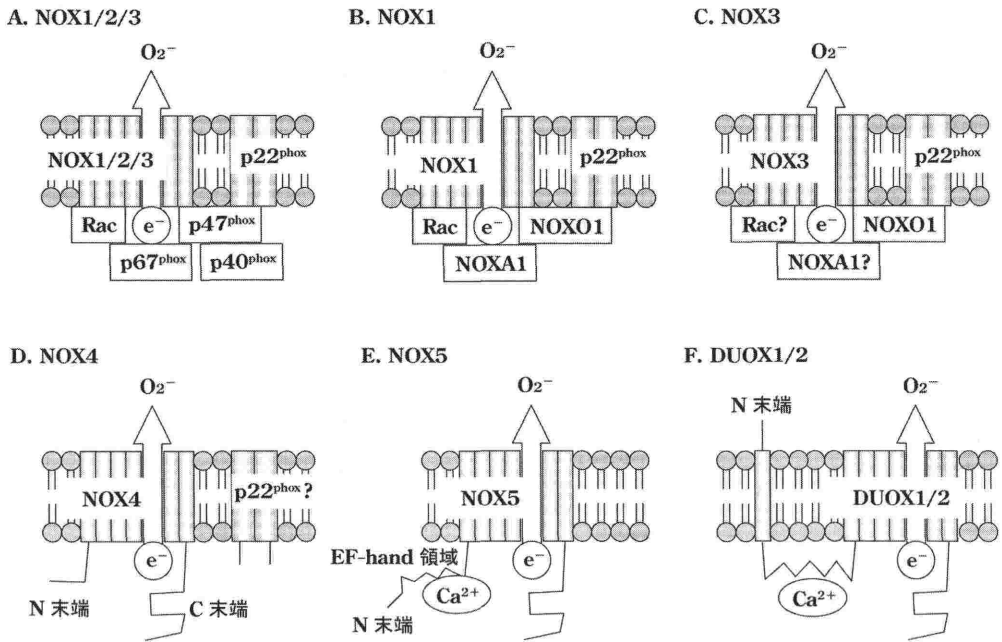 A. NOX1/2/3
O₂⁻
NOX1/2/3
p22ᵖʰᵒˣ
Rac
e⁻
p47ᵖʰᵒˣ
p67ᵖʰᵒˣ
p40ᵖʰᵒˣ
B. NOX1
O₂⁻
NOX1
p22ᵖʰᵒˣ
Rac
e⁻
NOXO1
NOXA1
C. NOX3
O₂⁻
NOX3
p22ᵖʰᵒˣ
Rac?
e⁻
NOXO1
NOXA1?
D. NOX4
O₂⁻
NOX4
p22ᵖʰᵒˣ?
e⁻
N 末端
C 末端
E. NOX5
O₂⁻
NOX5
EF-hand 領域
e⁻
Ca²⁺
N 末端
F. DUOX1/2
O₂⁻
N 末端
DUOX1/2
e⁻
Ca²⁺